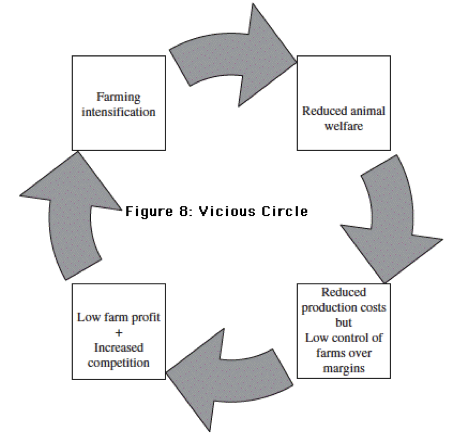 Farming
intensification
Reduced animal
welfare
Figure 8: Vicious Circle
Low farm profit
+
Increased
competition
Reduced
production costs
but
Low control of
farms over
margins